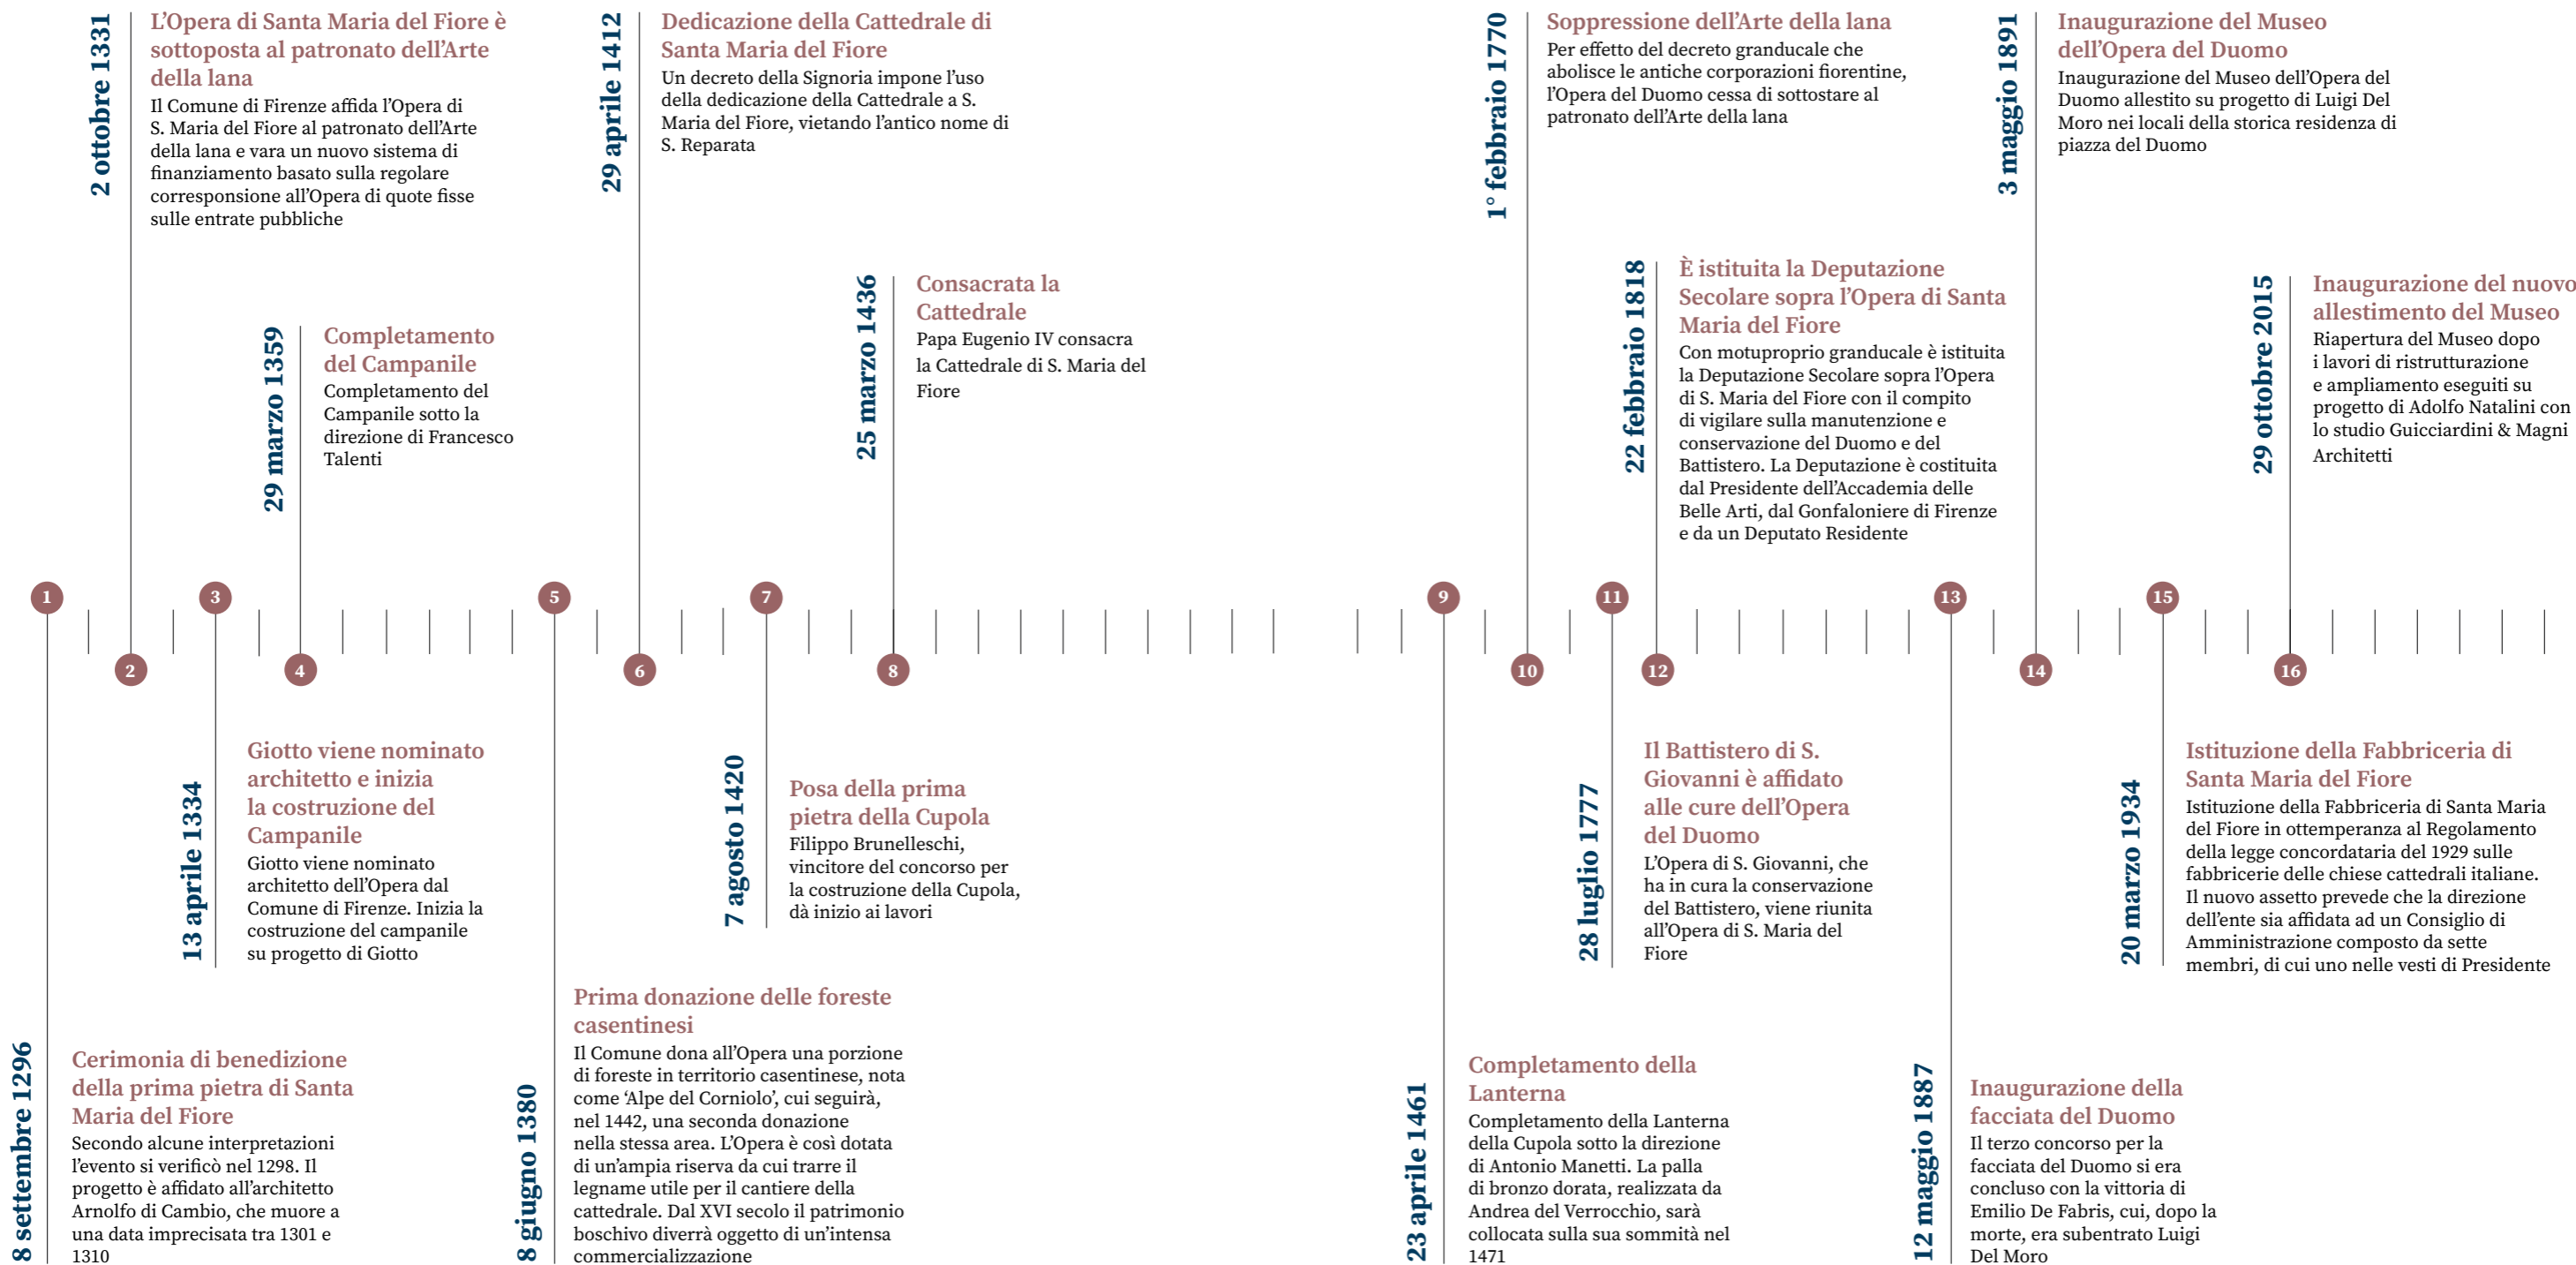 2 ottobre 1331
L'Opera di Santa Maria del Fiore è
sottoposta al patronato dell'Arte
della lana
Il Comune di Firenze affida l'Opera di
S. Maria del Fiore al patronato dell'Arte
della lana e vara un nuovo sistema di
finanziamento basato sulla regolare
corresponsione all'Opera di quote fisse
sulle entrate pubbliche
29 aprile 1412
Dedicazione della Cattedrale di
Santa Maria del Fiore
Un decreto della Signoria impone l'uso
della dedicazione della Cattedrale a S.
Maria del Fiore, vietando l'antico nome di
S. Reparata
1° febbraio 1770
Soppressione dell'Arte della lana
Per effetto del decreto granducale che
abolisce le antiche corporazioni fiorentine,
l'Opera del Duomo cessa di sottostare al
patronato dell'Arte della lana
3 maggio 1891
Inaugurazione del Museo
dell'Opera del Duomo
Inaugurazione del Museo dell'Opera del
Duomo allestito su progetto di Luigi Del
Moro nei locali della storica residenza di
piazza del Duomo
29 marzo 1359
Completamento
del Campanile
Completamento del
Campanile sotto la
direzione di Francesco
Talenti
25 marzo 1436
Consacrata la
Cattedrale
Papa Eugenio IV consacra
la Cattedrale di S. Maria del
Fiore
22 febbraio 1818
È istituita la Deputazione
Secolare sopra l'Opera di Santa
Maria del Fiore
Con motuproprio granducale è istituita
la Deputazione Secolare sopra l'Opera
di S. Maria del Fiore con il compito
di vigilare sulla manutenzione e
conservazione del Duomo e del
Battistero. La Deputazione è costituita
dal Presidente dell'Accademia delle
Belle Arti, dal Gonfaloniere di Firenze
e da un Deputato Residente
29 ottobre 2015
Inaugurazione del nuovo
allestimento del Museo
Riapertura del Museo dopo
i lavori di ristrutturazione
e ampliamento eseguiti su
progetto di Adolfo Natalini con
lo studio Guicciardini & Magni
Architetti
1
3
5
7
9
11
13
15
2
4
6
8
10
12
14
16
13 aprile 1334
Giotto viene nominato
architetto e inizia
la costruzione del
Campanile
Giotto viene nominato
architetto dell'Opera dal
Comune di Firenze. Inizia la
costruzione del campanile
su progetto di Giotto
7 agosto 1420
Posa della prima
pietra della Cupola
Filippo Brunelleschi,
vincitore del concorso per
la costruzione della Cupola,
dà inizio ai lavori
28 luglio 1777
Il Battistero di S.
Giovanni è affidato
alle cure dell'Opera
del Duomo
L'Opera di S. Giovanni, che
ha in cura la conservazione
del Battistero, viene riunita
all'Opera di S. Maria del
Fiore
20 marzo 1934
Istituzione della Fabbriceria di
Santa Maria del Fiore
Istituzione della Fabbriceria di Santa Maria
del Fiore in ottemperanza al Regolamento
della legge concordataria del 1929 sulle
fabbricerie delle chiese cattedrali italiane.
Il nuovo assetto prevede che la direzione
dell'ente sia affidata ad un Consiglio di
Amministrazione composto da sette
membri, di cui uno nelle vesti di Presidente
8 settembre 1296
Cerimonia di benedizione
della prima pietra di Santa
Maria del Fiore
Secondo alcune interpretazioni
l'evento si verificò nel 1298. Il
progetto è affidato all'architetto
Arnolfo di Cambio, che muore a
una data imprecisata tra 1301 e
1310
8 giugno 1380
Prima donazione delle foreste
casentinesi
Il Comune dona all'Opera una porzione
di foreste in territorio casentinese, nota
come 'Alpe del Corniolo', cui seguirà,
nel 1442, una seconda donazione
nella stessa area. L'Opera è così dotata
di un'ampia riserva da cui trarre il
legname utile per il cantiere della
cattedrale. Dal XVI secolo il patrimonio
boschivo diverrà oggetto di un'intensa
commercializzazione
23 aprile 1461
Completamento della
Lanterna
Completamento della Lanterna
della Cupola sotto la direzione
di Antonio Manetti. La palla
di bronzo dorata, realizzata da
Andrea del Verrocchio, sarà
collocata sulla sua sommità nel
1471
12 maggio 1887
Inaugurazione della
facciata del Duomo
Il terzo concorso per la
facciata del Duomo si era
concluso con la vittoria di
Emilio De Fabris, cui, dopo la
morte, era subentrato Luigi
Del Moro